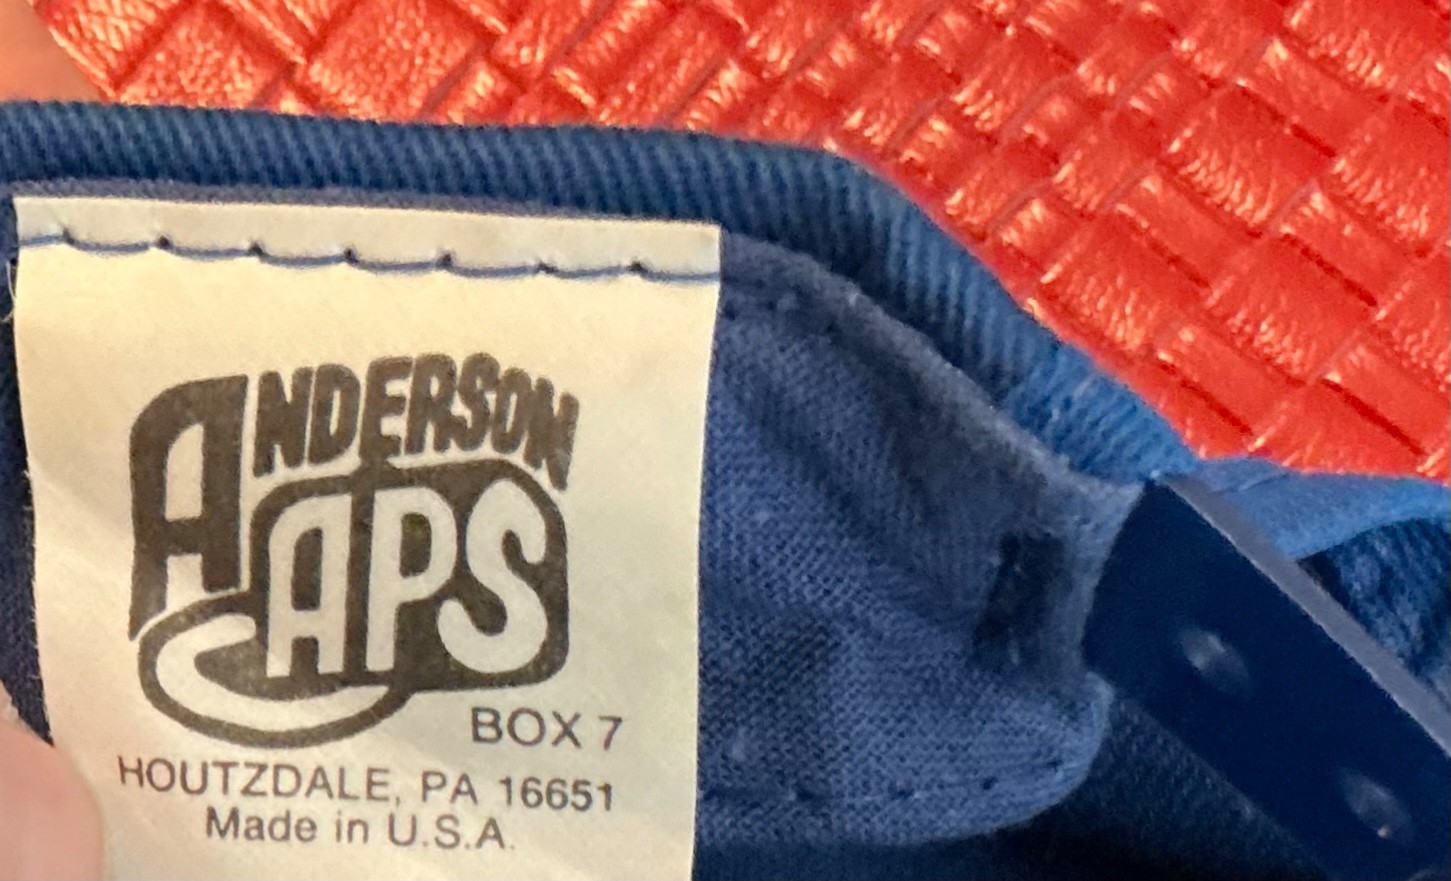 ANDERSON
CAPS
BOX 7
HOUTZDALE, PA 16651
Made in U.S.A.